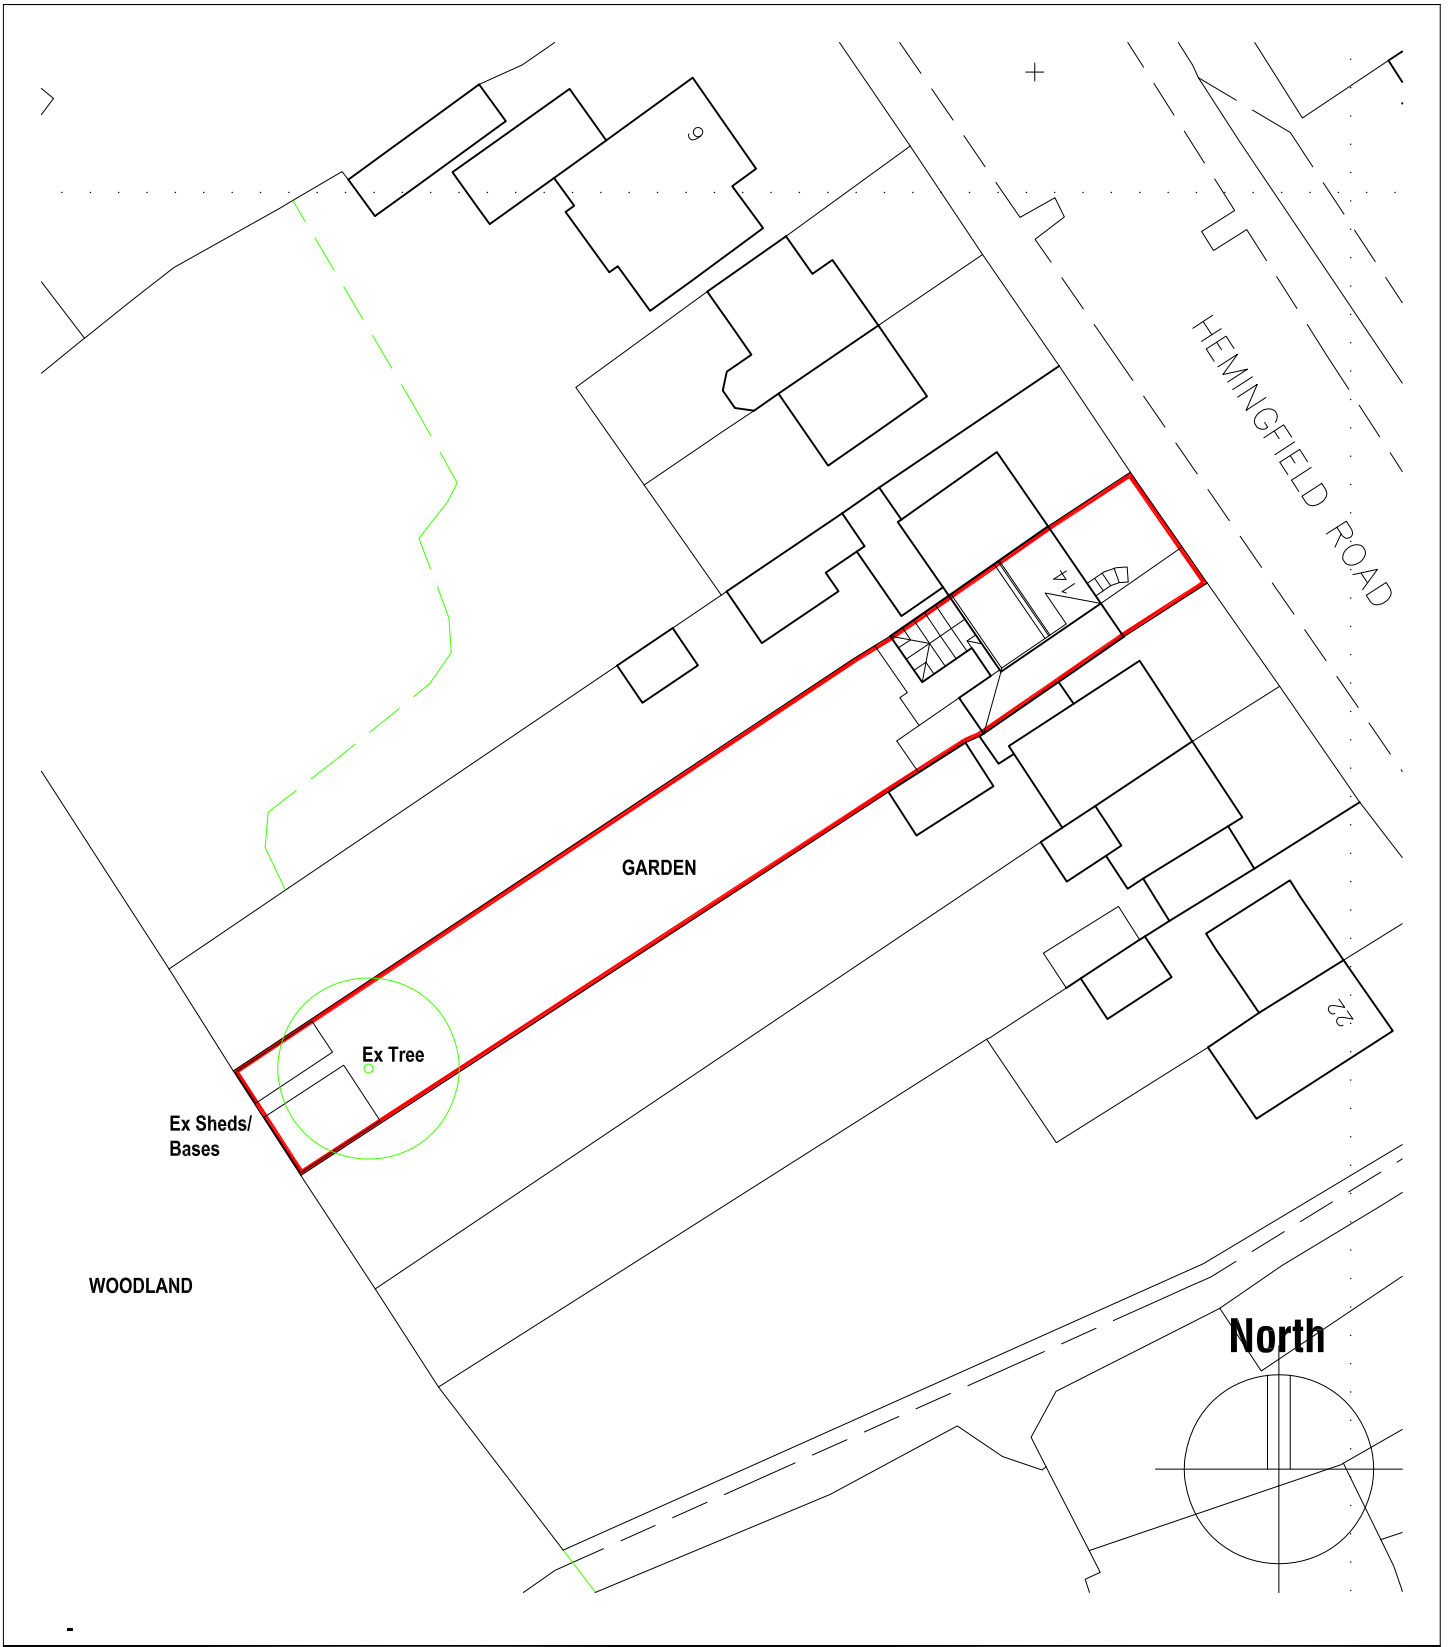 6
HEMINGFIELD ROAD
14
GARDEN
Ex Tree
22
Ex Sheds/
Bases
WOODLAND
North